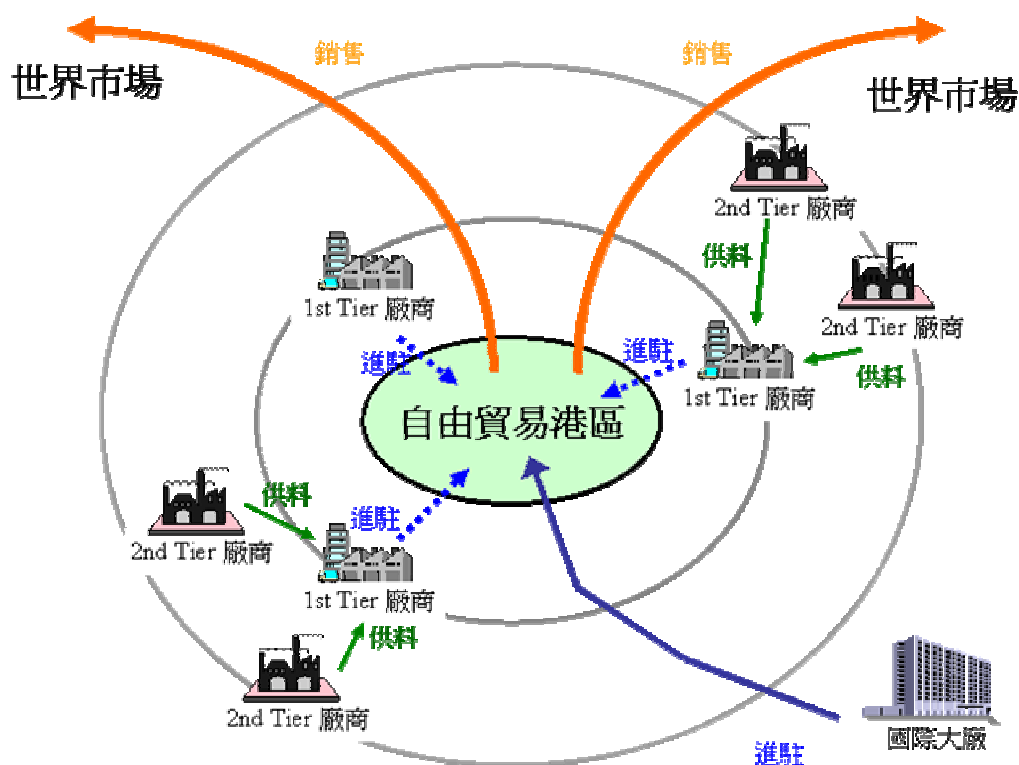 銷售
銷售
世界市場
世界市場
2nd Tier 廠商
供料
1st Tier 廠商
2nd Tier 廠商
進駐
進駐
供料
1st Tier 廠商
自由貿易港區
供料
進駐
2nd Tier 廠商
1st Tier 廠商
供料
2nd Tier 廠商
國際大廠
進駐